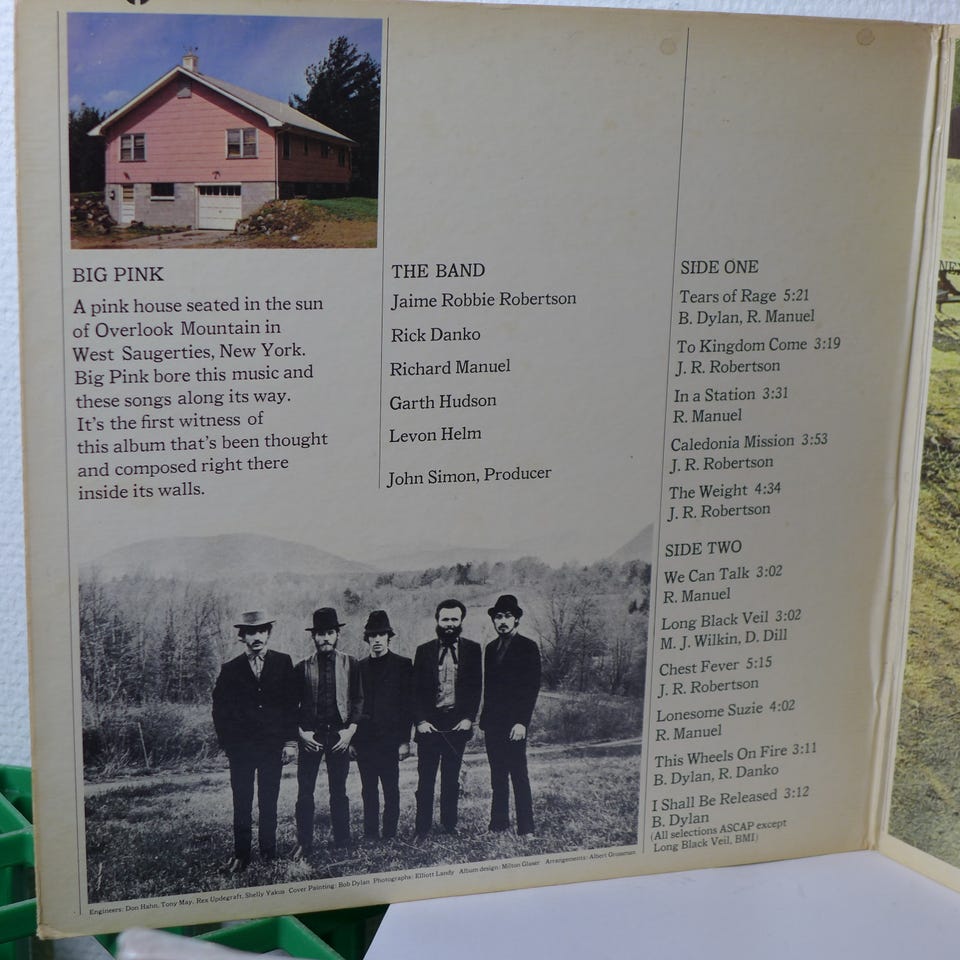 BIG PINK
A pink house seated in the sun
of Overlook Mountain in
West Saugerties, New York.
Big Pink bore this music and
these songs along its way.
It's the first witness of
this album that's been thought
and composed right there
inside its walls.
THE BAND
Jaime Robbie Robertson
Rick Danko
Richard Manuel
Garth Hudson
Levon Helm
John Simon, Producer
SIDE ONE
Tears of Rage 5:21
B. Dylan, R. Manuel
To Kingdom Come 3:19
J. R. Robertson
In a Station 3:31
R. Manuel
Caledonia Mission 3:53
J. R. Robertson
The Weight 4:34
J. R. Robertson
SIDE TWO
We Can Talk 3:02
R. Manuel
Long Black Veil 3:02
M. J. Wilkin, D. Dill
Chest Fever 5:15
J. R. Robertson
Lonesome Suzie 4:02
R. Manuel
This Wheels On Fire 3:11
B. Dylan, R. Danko
I Shall Be Released 3:12
B. Dylan
(All selections ASCAP except
Long Black Veil, BMI)
Engineers: Don Hahn, Tony May, Rex Updegraft, Shelly Yakus Cover Painting: Bob Dylan Photographs: Elliott Landy Album design: Milton Glaser Arrangements: Albert Grossman